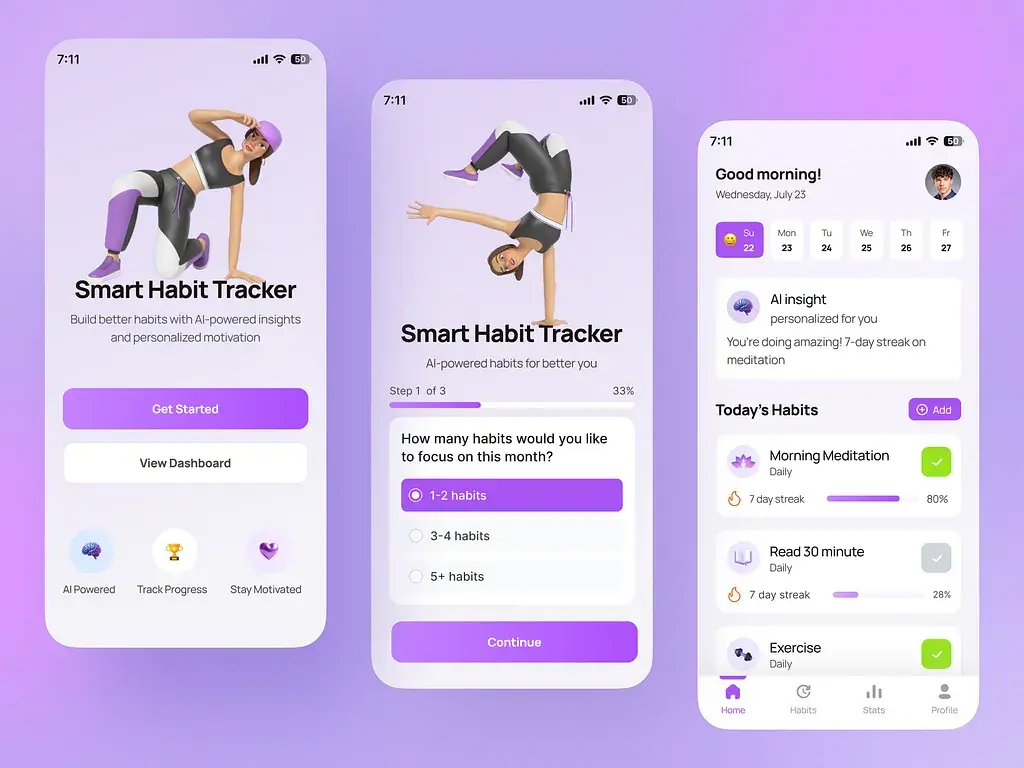 7:11
50
Smart Habit Tracker
Build better habits with AI-powered insights
and personalized motivation
Get Started
View Dashboard
AI Powered
Track Progress
Stay Motivated
7:11
50
Smart Habit Tracker
AI-powered habits for better you
Step 1 of 3
33%
How many habits would you like
to focus on this month?
1-2 habits
3-4 habits
5+ habits
Continue
7:11
50
Good morning!
Wednesday, July 23
Su
22
Mon
23
Tu
24
We
25
Th
26
Fr
27
AI insight
personalized for you
You're doing amazing! 7-day streak on
meditation
Today's Habits
Add
Morning Meditation
Daily
7 day streak
80%
Read 30 minute
Daily
7 day streak
28%
Exercise
Daily
Home
Habits
Stats
Profile